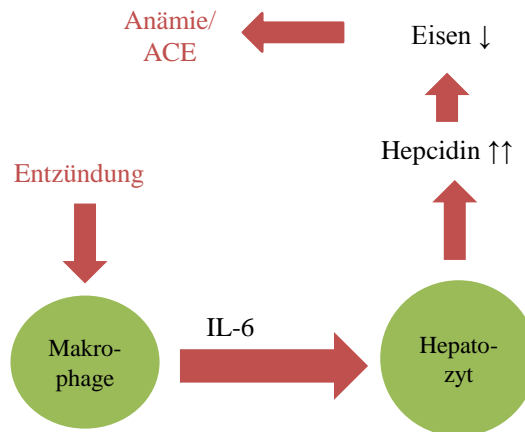 Anämie/
ACE
Eisen ↓
Hepcidin ↑↑
Entzündung
IL-6
Makro-
phage
Hepato-
zyt